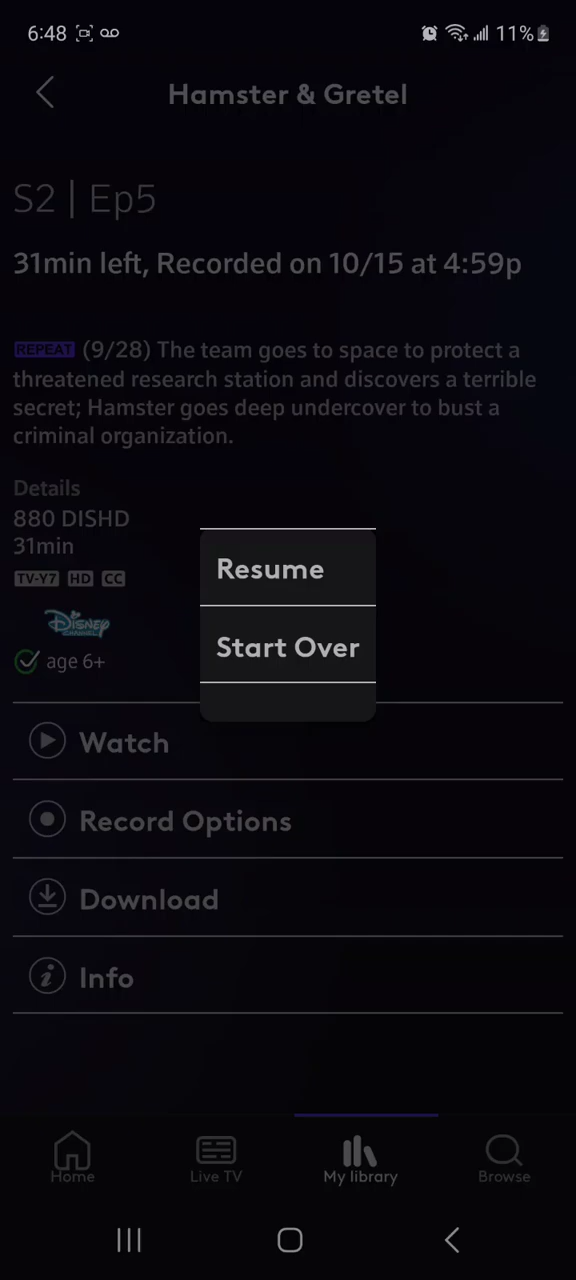 6:48 11%
Hamster & Gretel
S2 | Ep5
31min left, Recorded on 10/15 at 4:59p
REPEAT (9/28) The team goes to space to protect a
threatened research station and discovers a terrible
secret; Hamster goes deep undercover to bust a
criminal organization.
Details
880 DISHD
31min
TV-Y7 HD CC
Disney
CHANNEL
age 6+
Resume
Start Over
Watch
Record Options
Download
Info
Home Live TV My library Browse